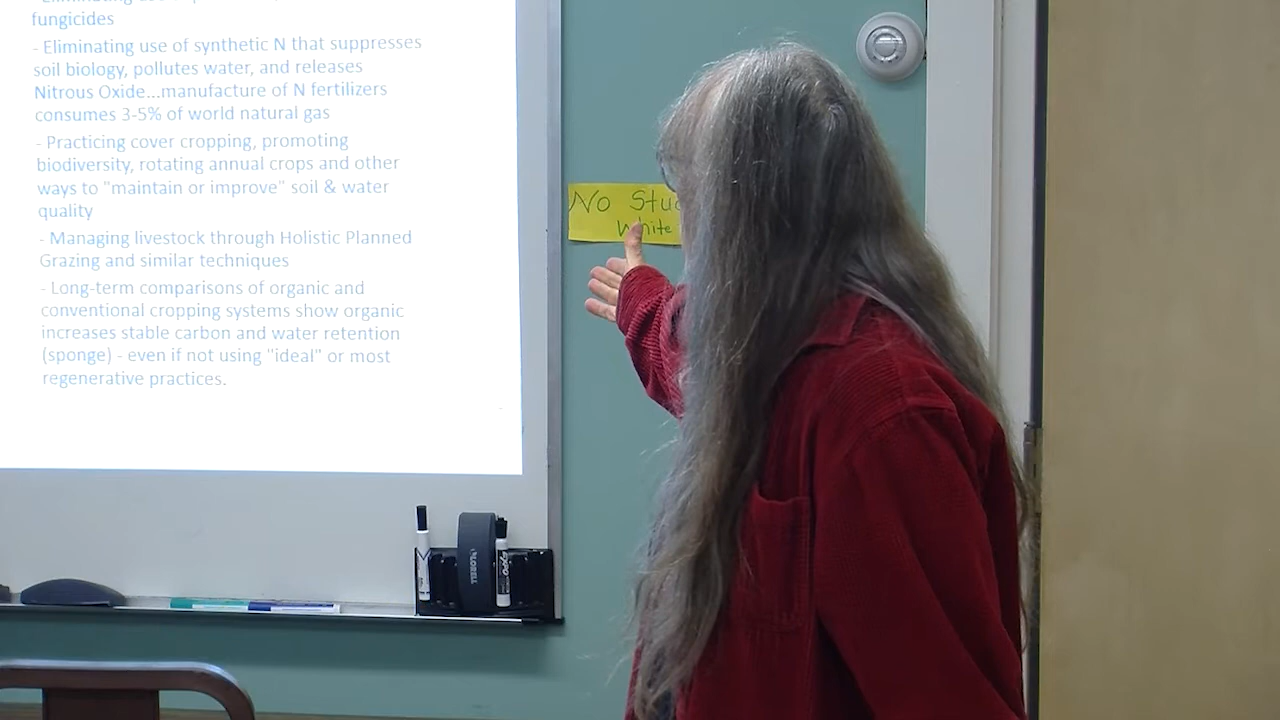 fungicides
- Eliminating use of synthetic N that suppresses
soil biology, pollutes water, and releases
Nitrous Oxide...manufacture of N fertilizers
consumes 3-5% of world natural gas
- Practicing cover cropping, promoting
biodiversity, rotating annual crops and other
ways to "maintain or improve" soil & water
quality
- Managing livestock through Holistic Planned
Grazing and similar techniques
- Long-term comparisons of organic and
conventional cropping systems show organic
increases stable carbon and water retention
(sponge) - even if not using "ideal" or most
regenerative practices.
No Stu
White
EXPO